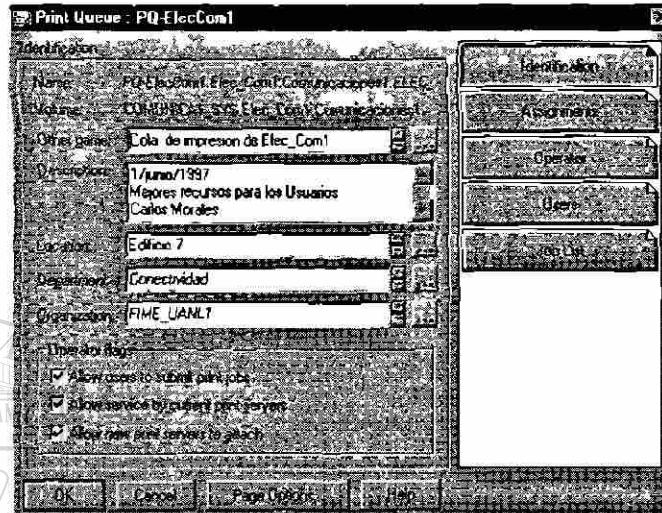 Print Queue : PQ-ElecCom1
Identification
Name: PQ-ElecCom1.Elec_Com1.Comunicaciones1.ELEC
Volume:
Other name: Cola de impresion de Elec_Com1
Description: 1/junio/1997
Mejores recursos para los Usuarios
Carlos Morales
Location: Edificio 7
Department: Conectividad
Organization: FIME_UANL1
Operator flags
Allow users to submit print jobs
Allow service by current print servers
Allow new print servers to attach
OK Cancel Page Options Help
Identification
Assignments
Operator
Users
Job List